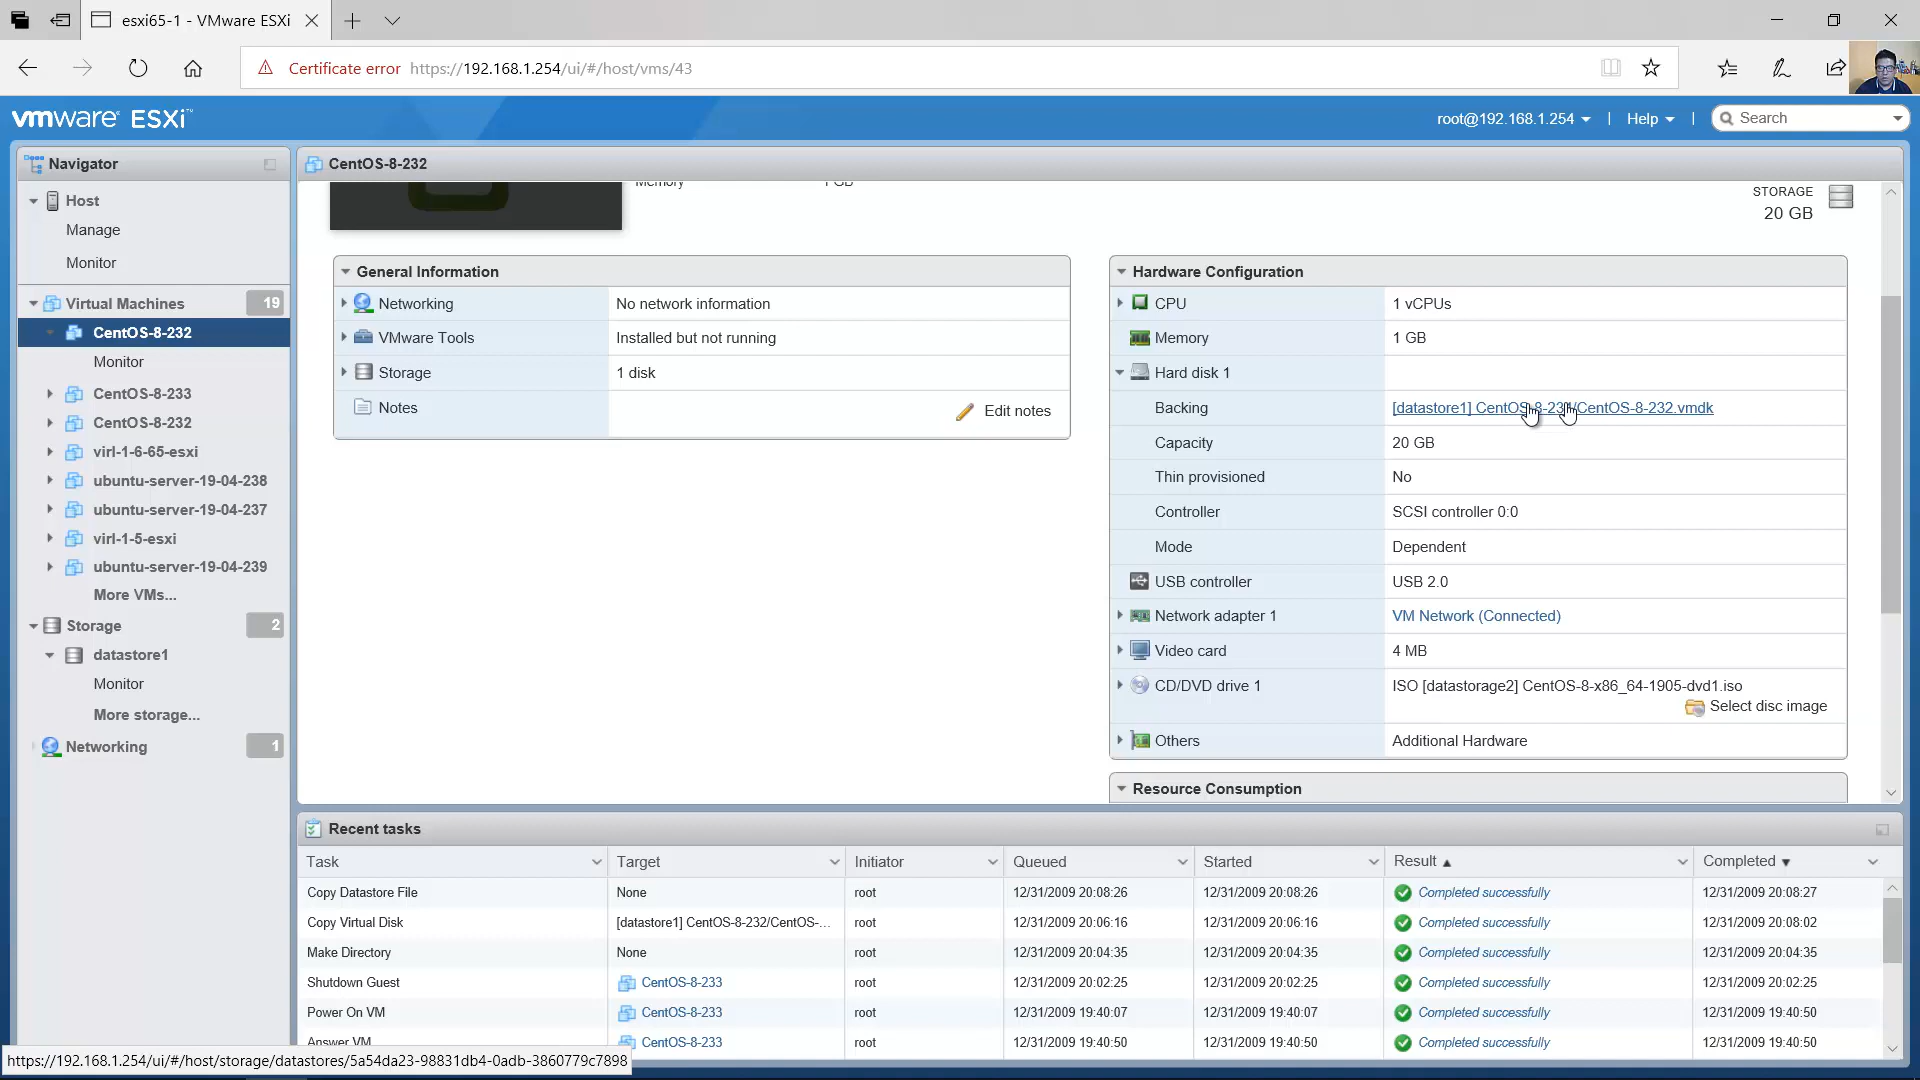 esxi65-1 - VMware ESXi
Certificate error https://192.168.1.254/ui/#/host/vms/43
vmware ESXi™
root@192.168.1.254 | Help | Search
Navigator
Host
Manage
Monitor
Virtual Machines 19
CentOS-8-232
Monitor
CentOS-8-233
CentOS-8-232
virl-1-6-65-esxi
ubuntu-server-19-04-238
ubuntu-server-19-04-237
virl-1-5-esxi
ubuntu-server-19-04-239
More VMs...
Storage 2
datastore1
Monitor
More storage...
Networking 1
CentOS-8-232
Memory 1 GB
STORAGE
20 GB
General Information
Networking No network information
VMware Tools Installed but not running
Storage 1 disk
Notes Edit notes
Hardware Configuration
CPU 1 vCPUs
Memory 1 GB
Hard disk 1
Backing [datastore1] /CentOS-8-232.vmdk
Capacity 20 GB
Thin provisioned No
Controller SCSI controller 0:0
Mode Dependent
USB controller USB 2.0
Network adapter 1 VM Network (Connected)
Video card 4 MB
CD/DVD drive 1 ISO [datastorage2] CentOS-8-x86_64-1905-dvd1.iso
Select disc image
Others Additional Hardware
Resource Consumption
Recent tasks
Task Target Initiator Queued Started Result Completed
Copy Datastore File None root 12/31/2009 20:08:26 12/31/2009 20:08:26 Completed successfully 12/31/2009 20:08:27
Copy Virtual Disk [datastore1] CentOS-8-232/CentOS-... root 12/31/2009 20:06:16 12/31/2009 20:06:16 Completed successfully 12/31/2009 20:08:02
Make Directory None root 12/31/2009 20:04:35 12/31/2009 20:04:35 Completed successfully 12/31/2009 20:04:35
Shutdown Guest CentOS-8-233 root 12/31/2009 20:02:25 12/31/2009 20:02:25 Completed successfully 12/31/2009 20:02:25
Power On VM CentOS-8-233 root 12/31/2009 19:40:07 12/31/2009 19:40:07 Completed successfully 12/31/2009 19:40:50
Answer VM CentOS-8-233 root 12/31/2009 19:40:50 12/31/2009 19:40:50 Completed successfully 12/31/2009 19:40:50
https://192.168.1.254/ui/#/host/storage/datastores/5a54da23-98831db4-0adb-3860779c7898